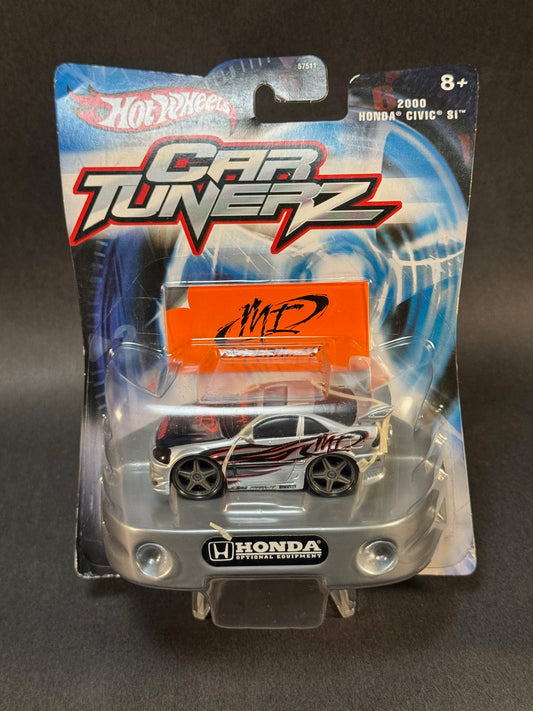 57511
HOT WHEELS
8+
6
2000
HONDA® CIVIC® Si™
CAR
TUNERZ
HONDA
OPTIONAL EQUIPMENT